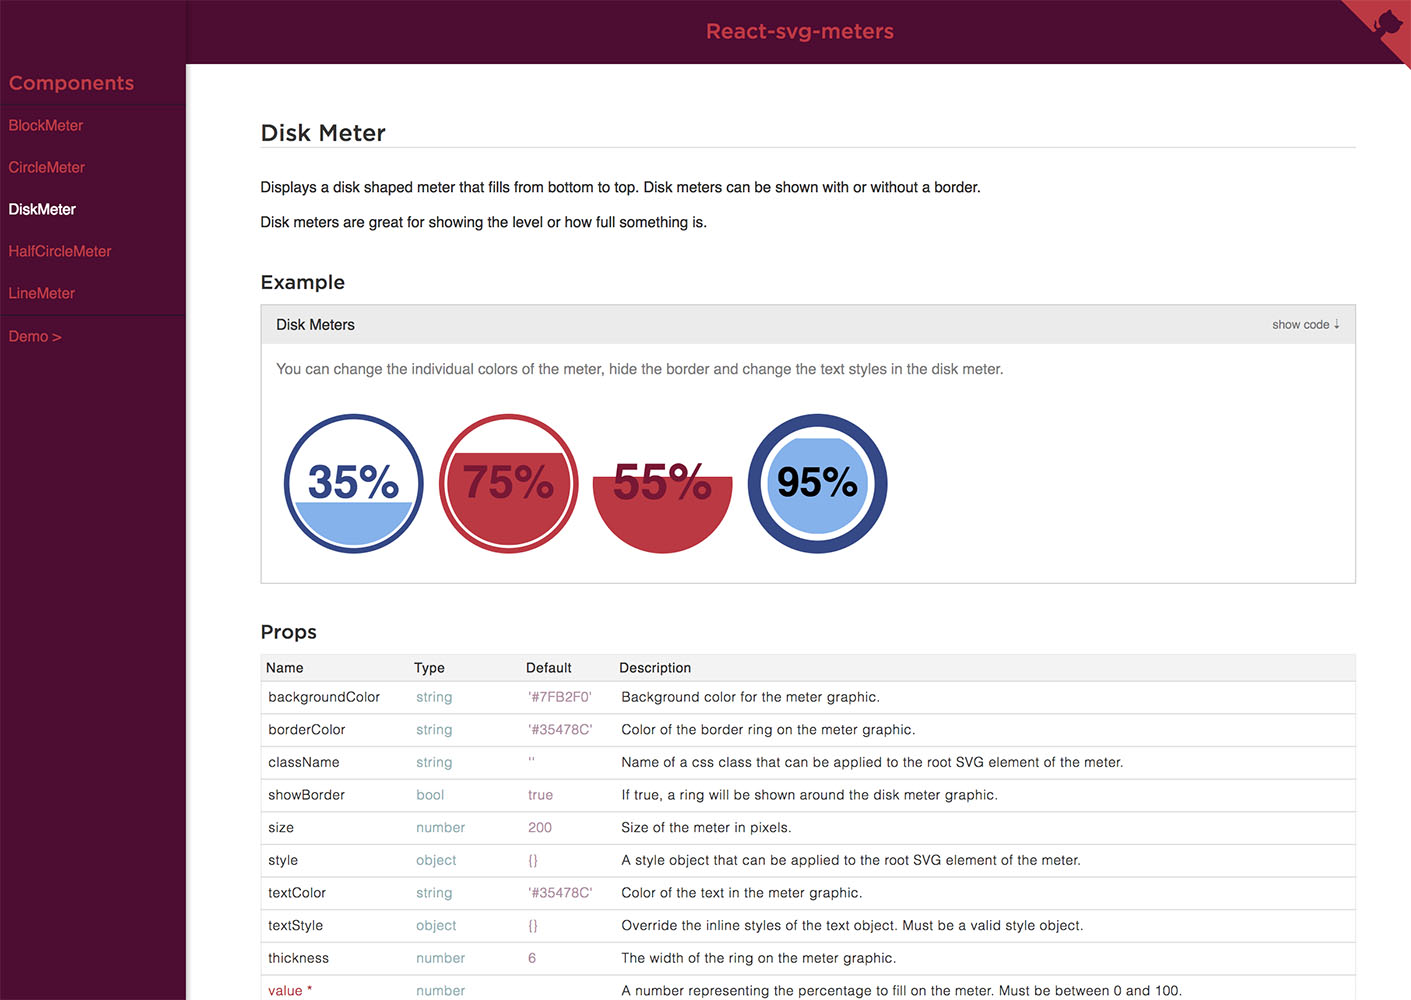 React-svg-meters
Components
BlockMeter
CircleMeter
DiskMeter
HalfCircleMeter
LineMeter
Demo >
Disk Meter
Displays a disk shaped meter that fills from bottom to top. Disk meters can be shown with or without a border.
Disk meters are great for showing the level or how full something is.
Example
Disk Meters show code ↓
You can change the individual colors of the meter, hide the border and change the text styles in the disk meter.
35% 75% 55% 95%
Props
Name Type Default Description
backgroundColor string '#7FB2F0' Background color for the meter graphic.
borderColor string '#35478C' Color of the border ring on the meter graphic.
className string '' Name of a css class that can be applied to the root SVG element of the meter.
showBorder bool true If true, a ring will be shown around the disk meter graphic.
size number 200 Size of the meter in pixels.
style object {} A style object that can be applied to the root SVG element of the meter.
textColor string '#35478C' Color of the text in the meter graphic.
textStyle object {} Override the inline styles of the text object. Must be a valid style object.
thickness number 6 The width of the ring on the meter graphic.
value * number A number representing the percentage to fill on the meter. Must be between 0 and 100.